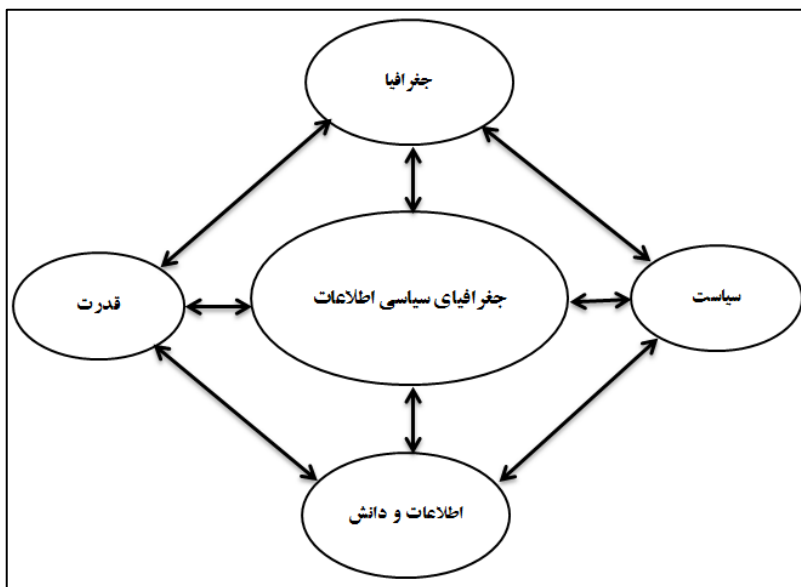 جغرافیا
سیاست
جغرافیای سیاسی اطلاعات
قدرت
اطلاعات و دانش